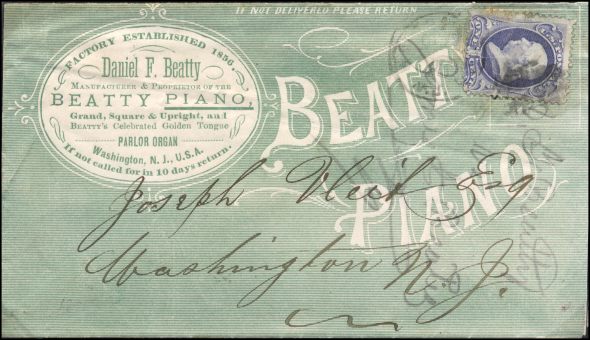 IF NOT DELIVERED PLEASE RETURN
FACTORY ESTABLISHED 1856.
Daniel F. Beatty
MANUFACTURER & PROPRIETOR OF THE
BEATTY PIANO,
Grand, Square & Upright, and
BEATTY'S Celebrated Golden Tongue
PARLOR ORGAN
Washington, N. J., U.S.A.
If not called for in 10 days return.
BEATTY
PIANO
Joseph Vleit Esq
Washington N. J.